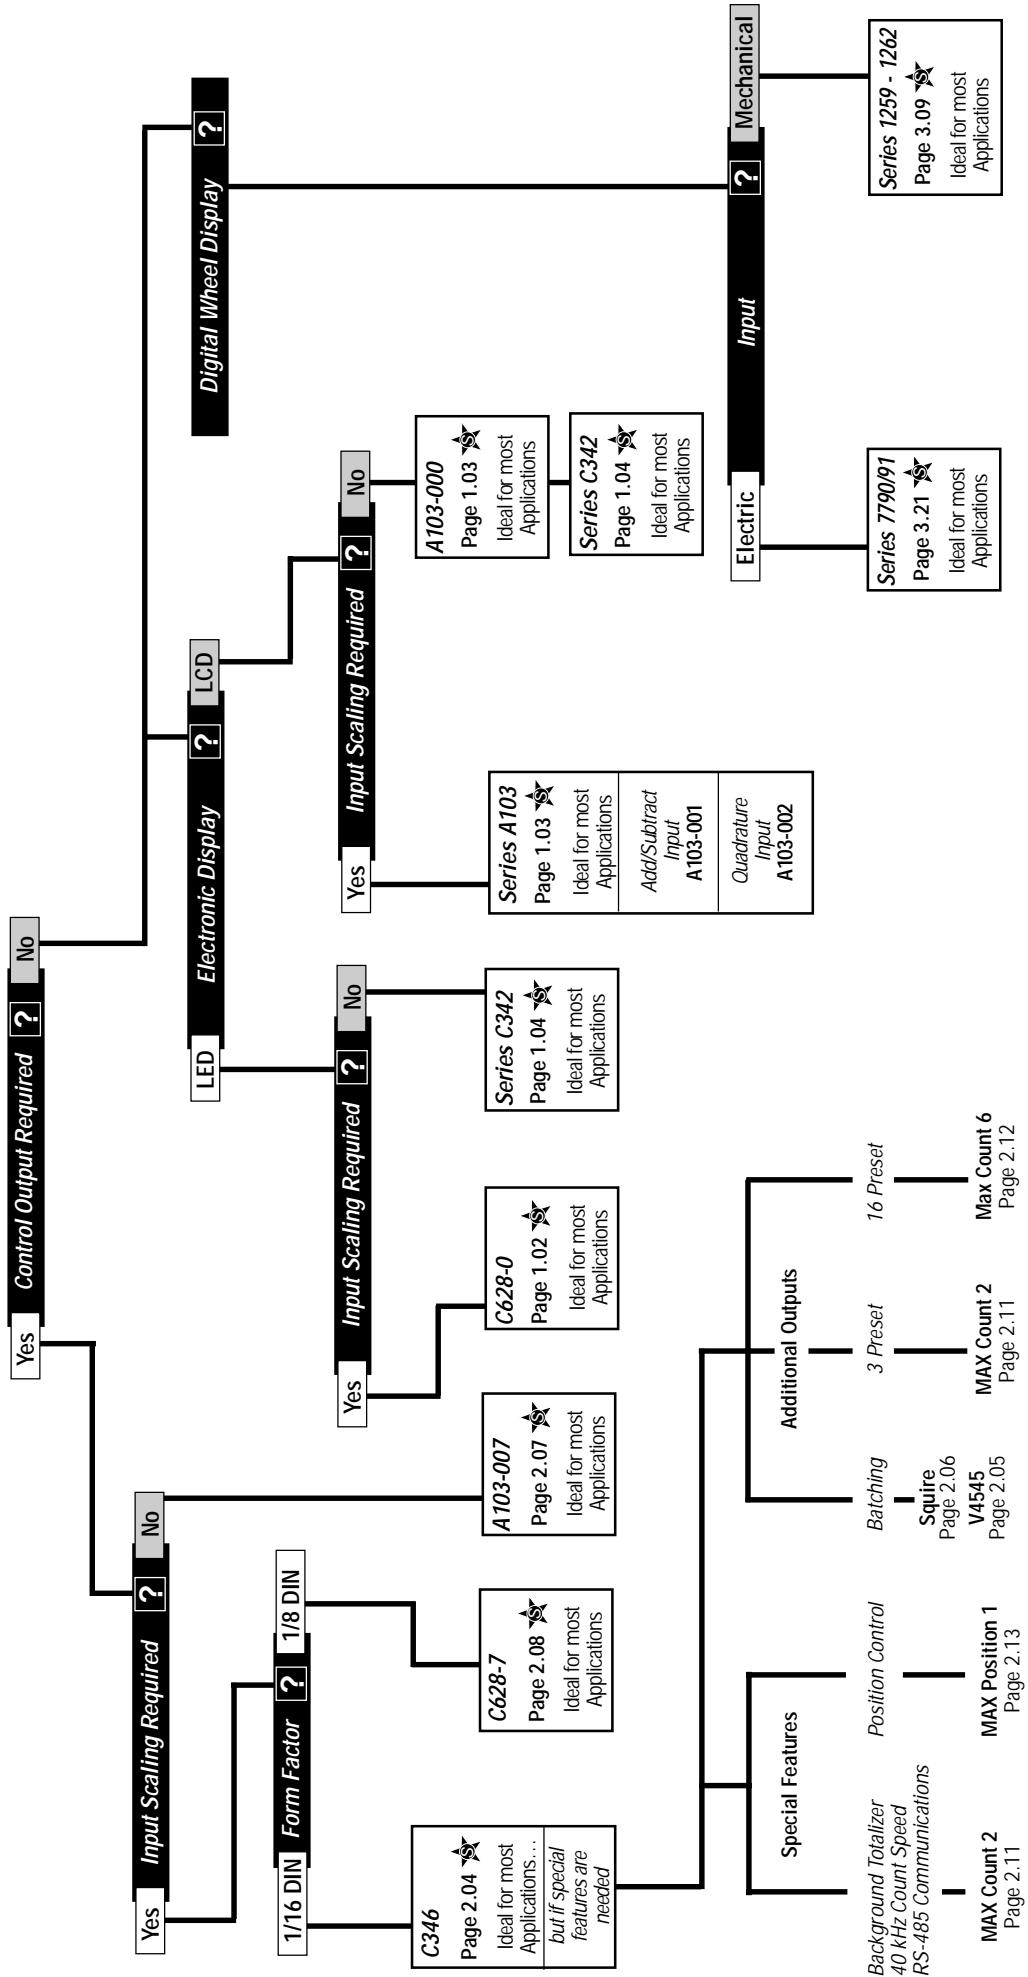 Control Output Required ?
Yes
No
Input Scaling Required ?
Yes
No
Form Factor ?
1/16 DIN
1/8 DIN
C346
Page 2.04 S
Ideal for most
Applications...
but if special
features are
needed
C628-7
Page 2.08 S
Ideal for most
Applications
A103-007
Page 2.07 S
Ideal for most
Applications
Special Features
Background Totalizer
40 kHz Count Speed
RS-485 Communications
MAX Count 2
Page 2.11
Position Control
MAX Position 1
Page 2.13
Additional Outputs
Batching
Squire
Page 2.06
V4545
Page 2.05
3 Preset
MAX Count 2
Page 2.11
16 Preset
Max Count 6
Page 2.12
Electronic Display ?
LED
LCD
Input Scaling Required ?
Yes
No
C628-0
Page 1.02 S
Ideal for most
Applications
Series C342
Page 1.04 S
Ideal for most
Applications
Input Scaling Required ?
Yes
No
Series A103
Page 1.03 S
Ideal for most
Applications
Add/Subtract
Input
A103-001
Quadrature
Input
A103-002
A103-000
Page 1.03 S
Ideal for most
Applications
Series C342
Page 1.04 S
Ideal for most
Applications
Digital Wheel Display ?
Input ?
Electric
Mechanical
Series 7790/91
Page 3.21 S
Ideal for most
Applications
Series 1259 - 1262
Page 3.09 S
Ideal for most
Applications